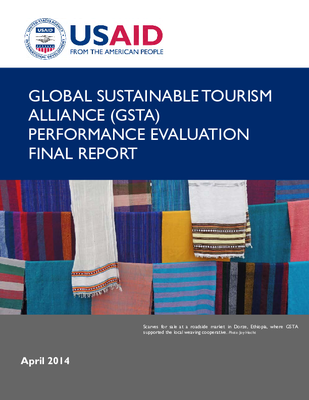 USAID
FROM THE AMERICAN PEOPLE
GLOBAL SUSTAINABLE TOURISM
ALLIANCE (GSTA)
PERFORMANCE EVALUATION
FINAL REPORT
Scarves for sale at a roadside market in Dorze, Ethiopia, where GSTA
supported the local weaving cooperative.
April 2014